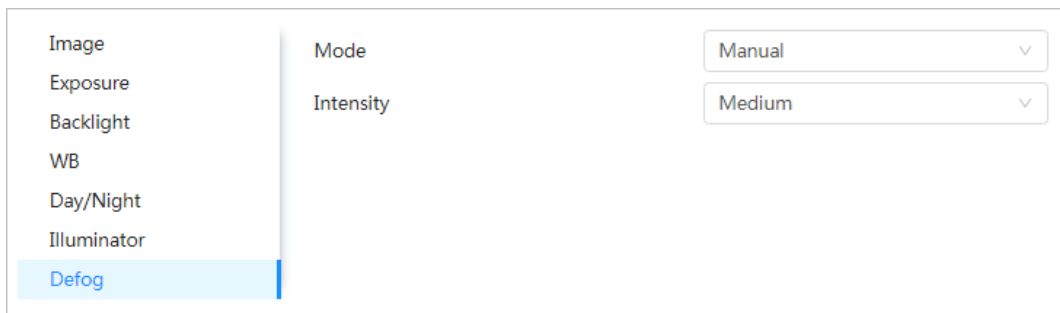 Image
Exposure
Backlight
WB
Day/Night
Illuminator
Defog
Mode Manual
Intensity Medium